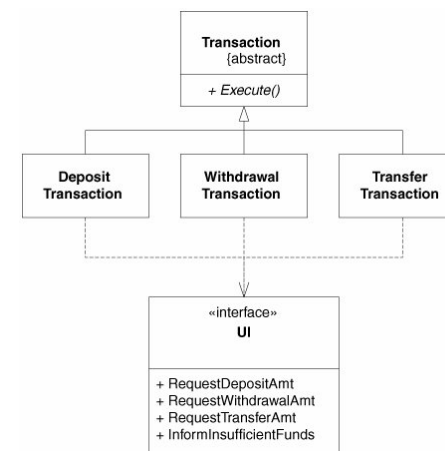 Transaction
{abstract}
+ Execute()
Deposit
Transaction
Withdrawal
Transaction
Transfer
Transaction
«interface»
UI
+ RequestDepositAmt
+ RequestWithdrawalAmt
+ RequestTransferAmt
+ InformInsufficientFunds